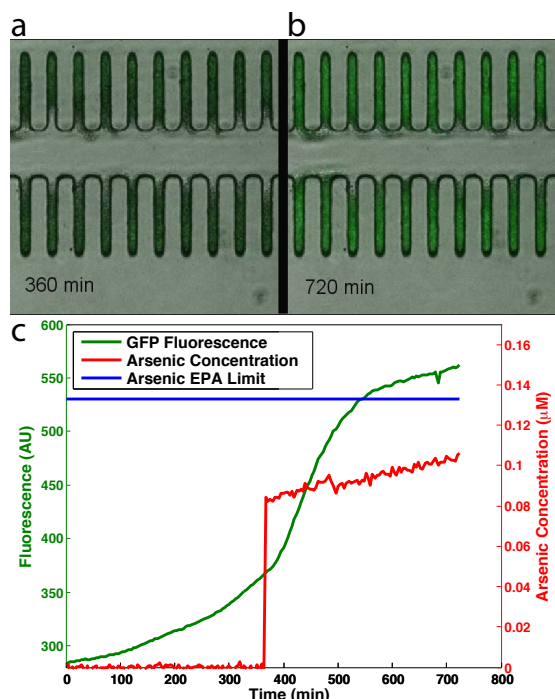 a
b
360 min
720 min
c
GFP Fluorescence
Arsenic Concentration
Arsenic EPA Limit
Fluorescence (AU)
600
550
500
450
400
350
300
Arsenic Concentration (μM)
0.16
0.14
0.12
0.1
0.08
0.06
0.04
0.02
0
0 100 200 300 400 500 600 700 800
Time (min)